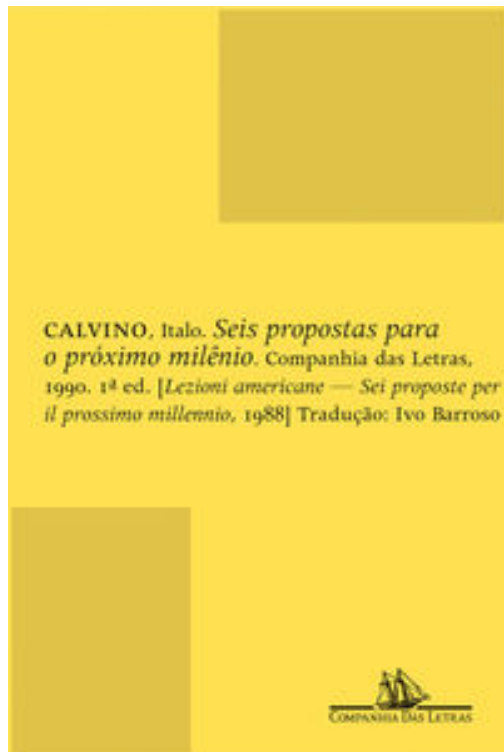 CALVINO, Italo. Seis propostas para
o próximo milênio. Companhia das Letras,
1990. 1ª ed. [Lezioni americane — Sei proposte per
il prossimo millennio, 1988] Tradução: Ivo Barroso
COMPANHIA DAS LETRAS